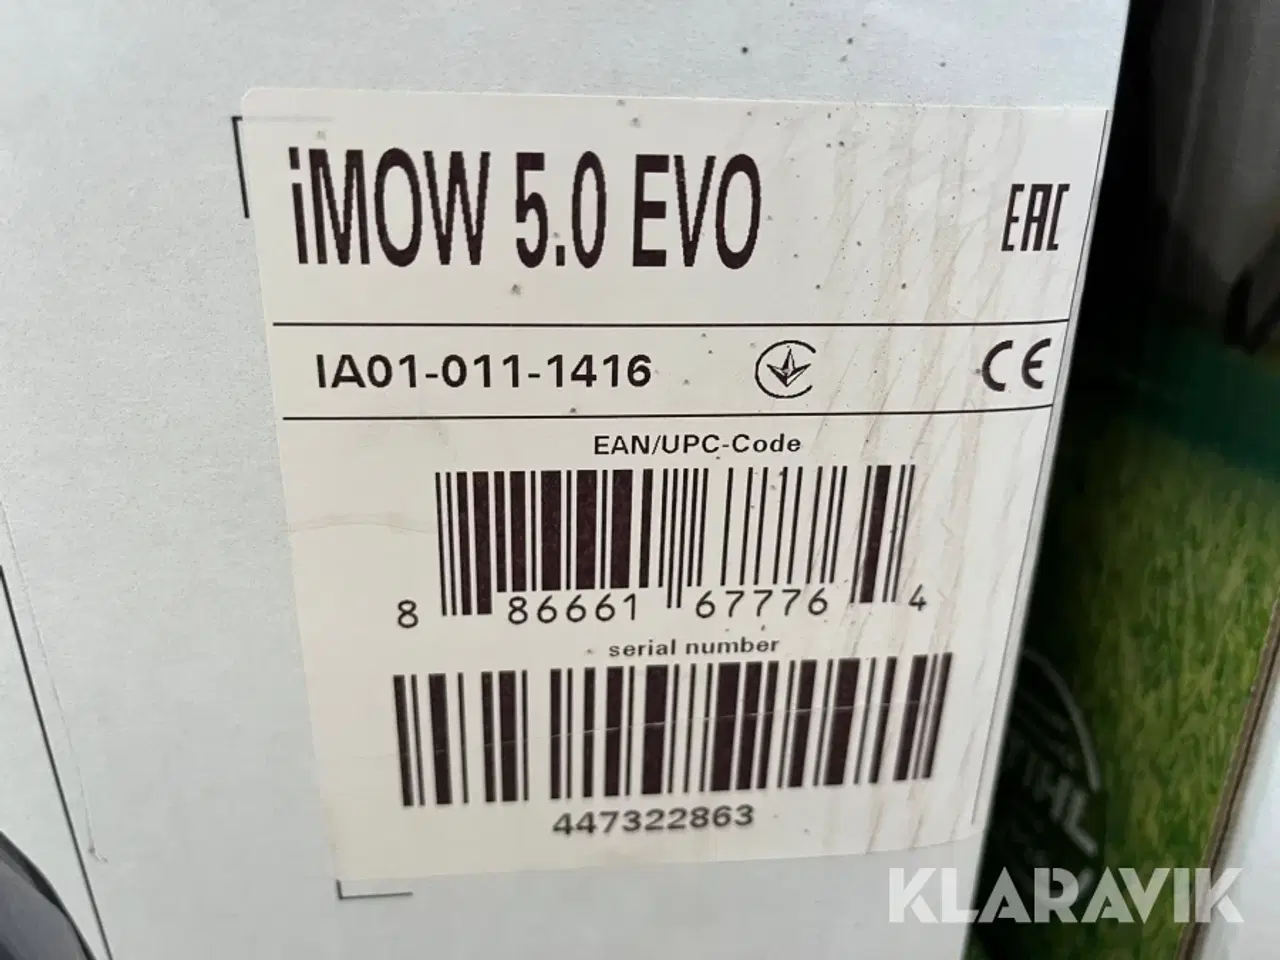 iMOW 5.0 EVO
EAC
IA01-011-1416
CE
EAN/UPC-Code
8 86661 67776 4
serial number
447322863
STIHL
KLARAVIK